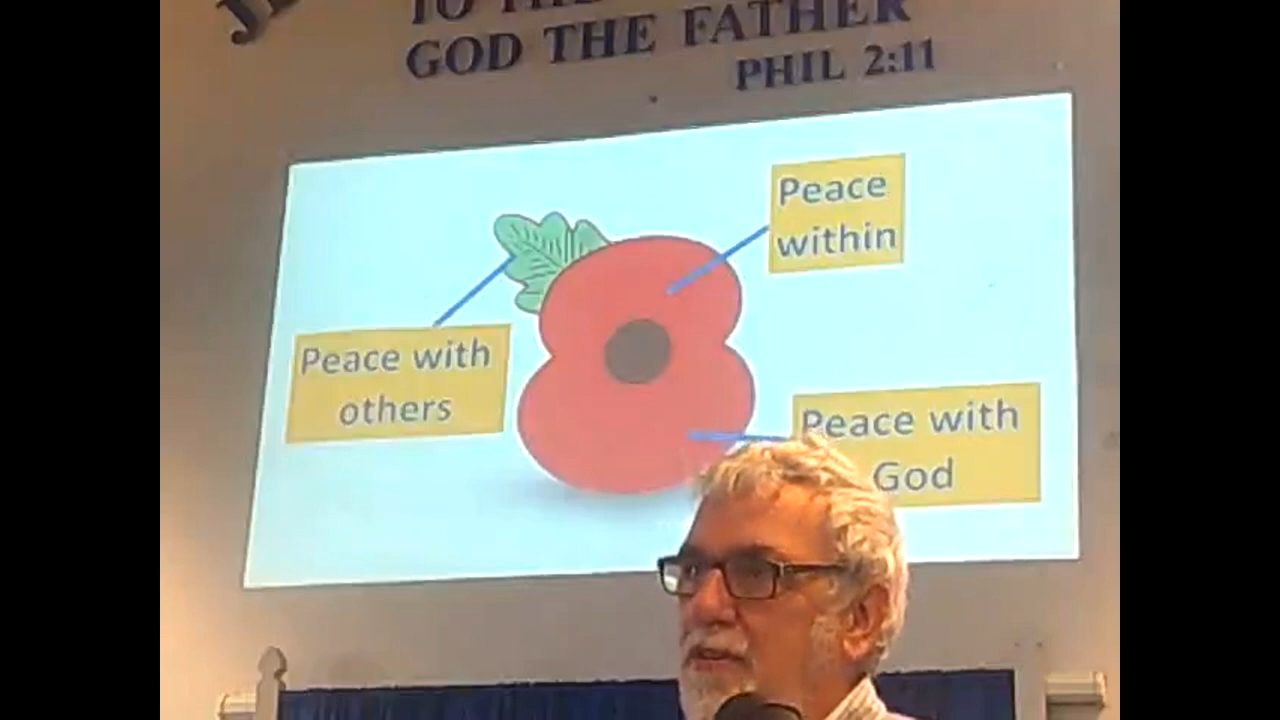 GOD THE FATHER
PHIL 2:11
Peace
within
Peace with
others
Peace with
God